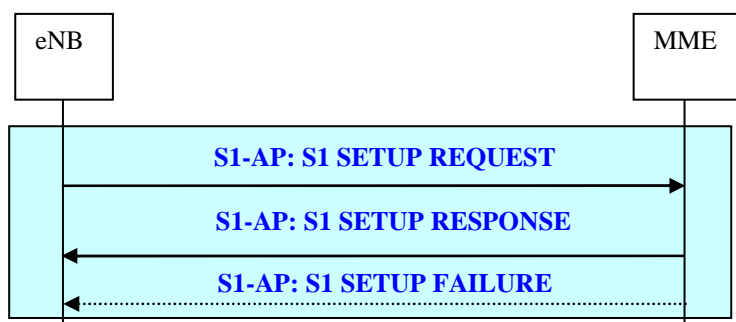 eNB
MME
S1-AP: S1 SETUP REQUEST
S1-AP: S1 SETUP RESPONSE
S1-AP: S1 SETUP FAILURE